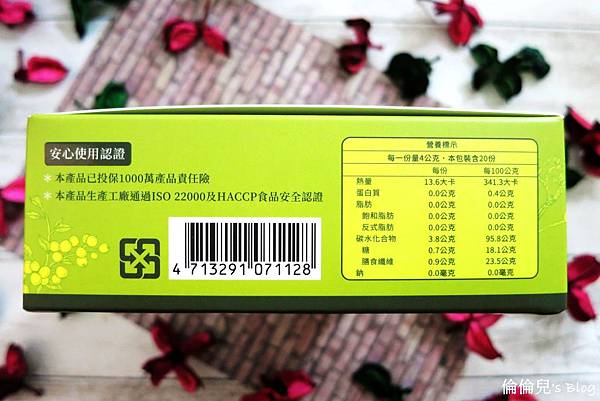 安心使用認證
＊本產品已投保1000萬產品責任險
＊本產品生產工廠通過ISO 22000及HACCP食品安全認證
4 713291 071128
營養標示
每一份量4公克，本包裝含20份
每份 每100公克
熱量 13.6大卡 341.3大卡
蛋白質 0.0公克 0.4公克
脂肪 0.0公克 0.0公克
飽和脂肪 0.0公克 0.0公克
反式脂肪 0.0公克 0.0公克
碳水化合物 3.8公克 95.8公克
糖 0.7公克 18.1公克
膳食纖維 0.9公克 23.5公克
鈉 0.0毫克 0.0毫克
倫倫兒's Blog